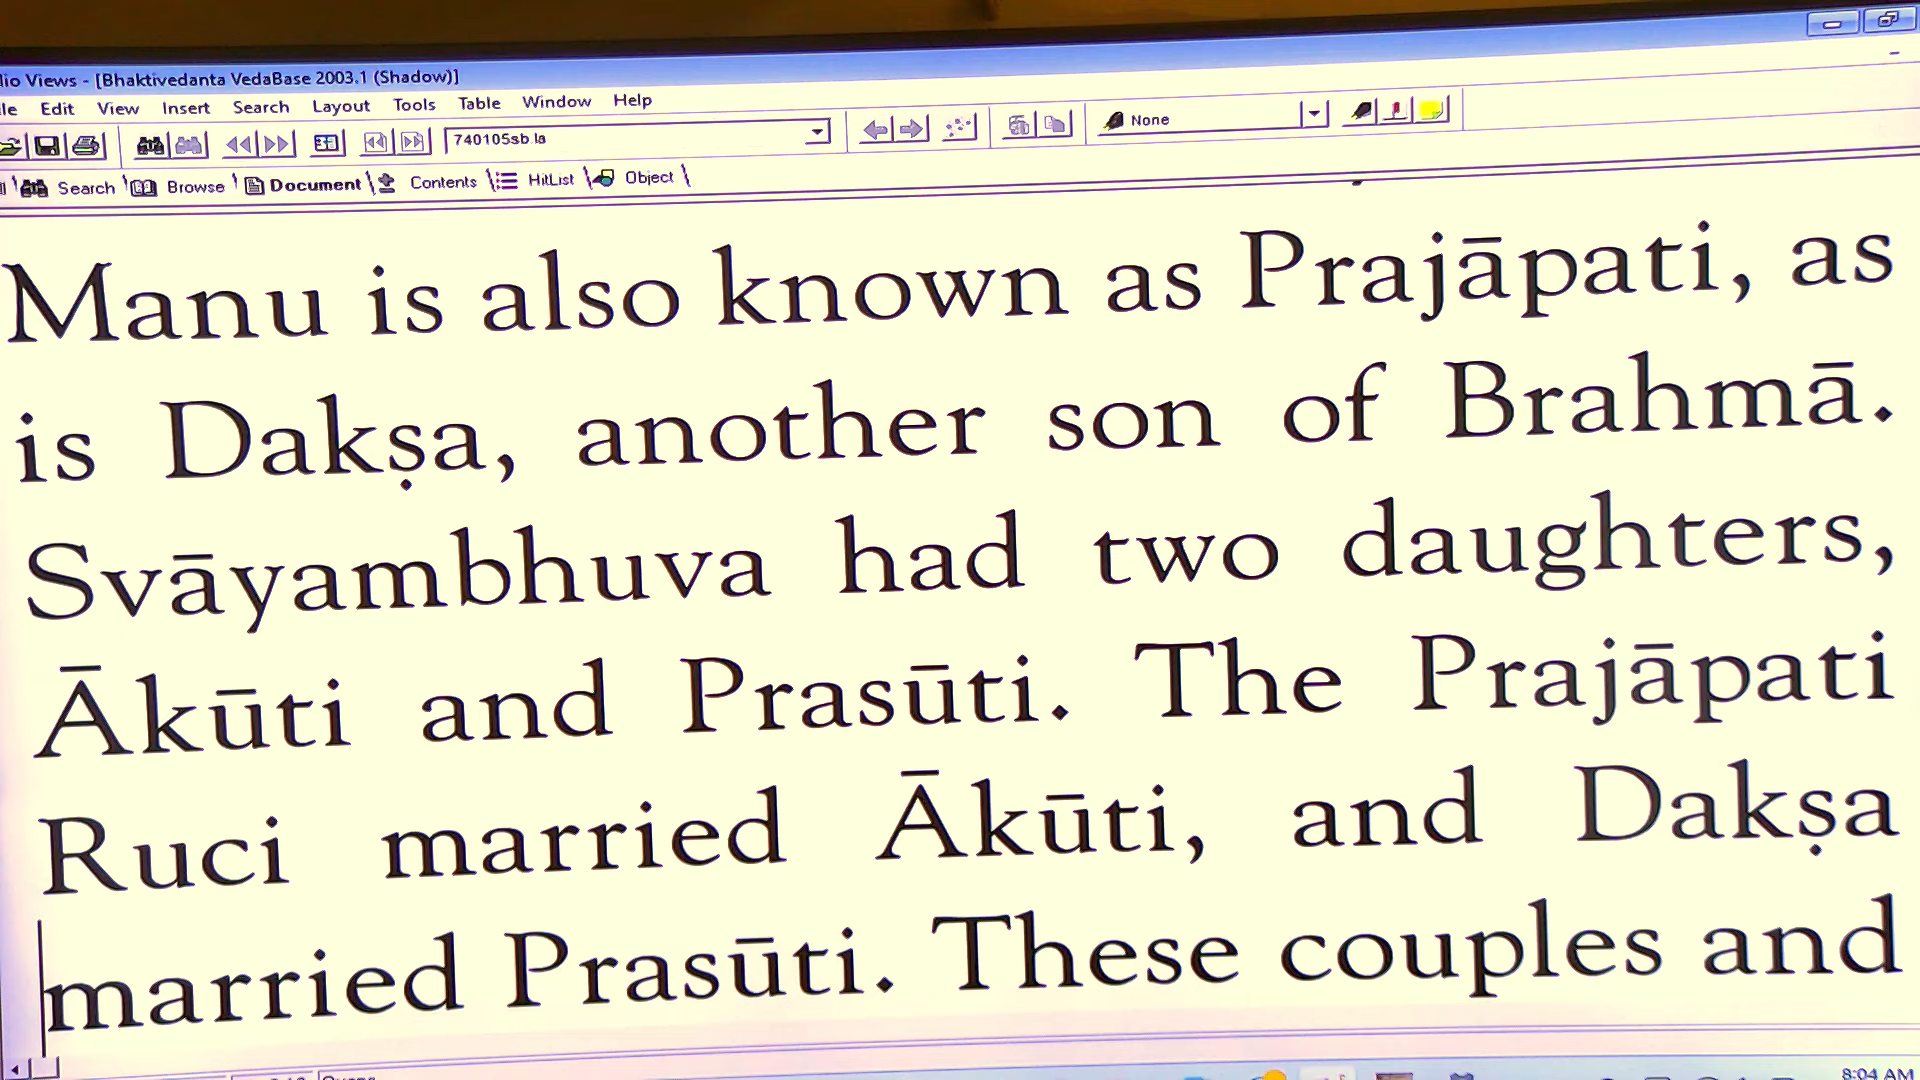 lio Views - [Bhaktivedanta VedaBase 2003.1 (Shadow)]
le Edit View Insert Search Layout Tools Table Window Help
740105sb.la None
Search Browse Document Contents HitList Object
Manu is also known as Prajāpati, as
is Dakṣa, another son of Brahmā.
Svāyambhuva had two daughters,
Ākūti and Prasūti. The Prajāpati
Ruci married Ākūti, and Dakṣa
married Prasūti. These couples and
8:04 AM